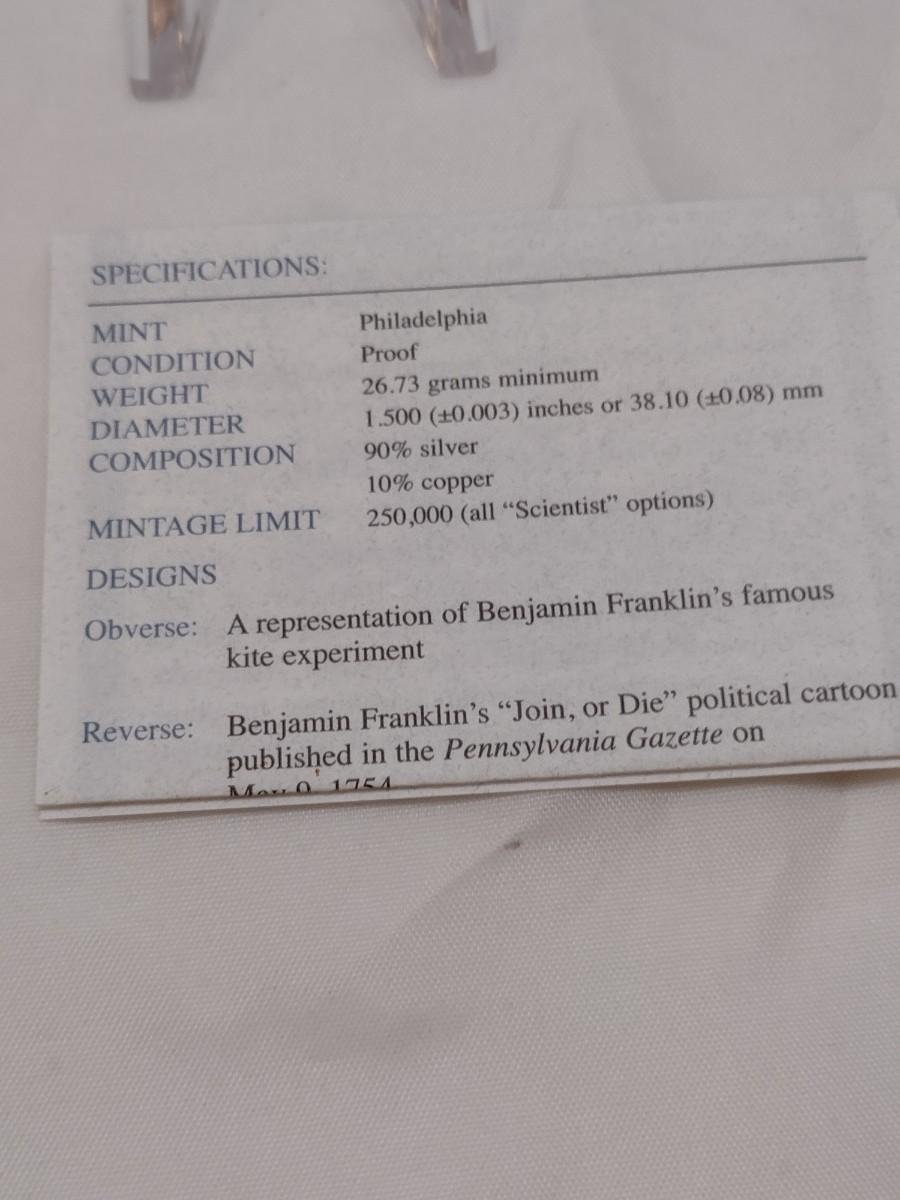 SPECIFICATIONS:
MINT Philadelphia
CONDITION Proof
WEIGHT 26.73 grams minimum
DIAMETER 1.500 (±0.003) inches or 38.10 (±0.08) mm
COMPOSITION 90% silver
10% copper
MINTAGE LIMIT 250,000 (all “Scientist” options)
DESIGNS
Obverse: A representation of Benjamin Franklin’s famous
kite experiment
Reverse: Benjamin Franklin’s “Join, or Die” political cartoon
published in the Pennsylvania Gazette on
May 9, 1754